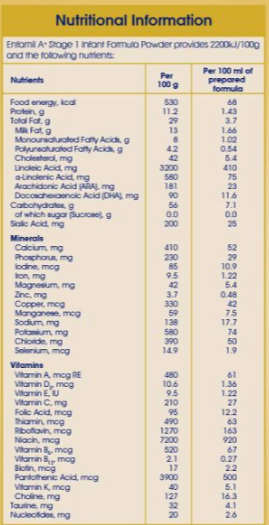 Nutritional Information
Enfamil A+ Stage 1 Infant Formula Powder provides 2200kJ/100g
and the following nutrients:
Nutrients Per 100 g Per 100 ml of prepared formula
Food energy, kcal 530 68
Protein, g 11.2 1.43
Total Fat, g 29 3.7
Milk Fat, g 13 1.66
Monounsaturated Fatty Acids, g 8 1.02
Polyunsaturated Fatty Acids, g 4.2 0.54
Cholesterol, mg 42 5.4
Linoleic Acid, mg 3200 410
α-Linolenic Acid, mg 580 75
Arachidonic Acid (ARA), mg 181 23
Docosahexaenoic Acid (DHA), mg 90 11.6
Carbohydrates, g 56 7.1
of which sugar (Sucrose), g 0.0 0.0
Sialic Acid, mg 200 25
Minerals
Calcium, mg 410 52
Phosphorus, mg 230 29
Iodine, mcg 85 10.9
Iron, mg 9.5 1.22
Magnesium, mg 42 5.4
Zinc, mg 3.7 0.48
Copper, mcg 330 42
Manganese, mcg 59 7.5
Sodium, mg 138 17.7
Potassium, mg 580 74
Chloride, mg 390 50
Selenium, mcg 14.9 1.9
Vitamins
Vitamin A, mcg RE 480 61
Vitamin D₃, mcg 10.6 1.36
Vitamin E, IU 9.5 1.22
Vitamin C, mg 210 27
Folic Acid, mcg 95 12.2
Thiamin, mcg 490 63
Riboflavin, mcg 1270 163
Niacin, mcg 7200 920
Vitamin B₆, mcg 520 67
Vitamin B₁₂, mcg 2.1 0.27
Biotin, mcg 17 2.2
Pantothenic Acid, mcg 3900 500
Vitamin K, mcg 40 5.1
Choline, mg 127 16.3
Taurine, mg 32 4.1
Nucleotides, mg 20 2.6